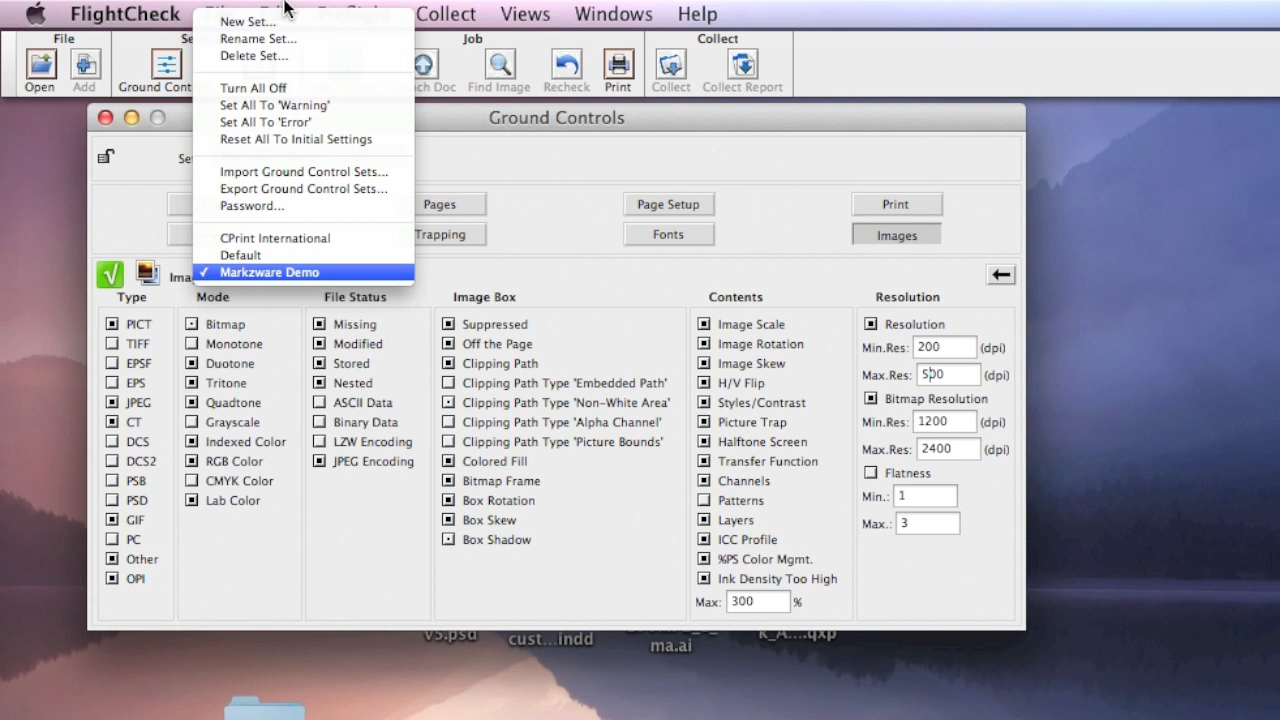 FlightCheck Collect Views Windows Help
File Job Collect
Open Add Ground Cont ch Doc Find Image Recheck Print Collect Collect Report
New Set...
Rename Set...
Delete Set...
Turn All Off
Set All To 'Warning'
Set All To 'Error'
Reset All To Initial Settings
Import Ground Control Sets...
Export Ground Control Sets...
Password...
CPrint International
Default
✓ Markzware Demo
Ground Controls
Pages Page Setup Print
Trapping Fonts Images
Type
PICT
TIFF
EPSF
EPS
JPEG
CT
DCS
DCS2
PSB
PSD
GIF
PC
Other
OPI
Mode
Bitmap
Monotone
Duotone
Tritone
Quadtone
Grayscale
Indexed Color
RGB Color
CMYK Color
Lab Color
File Status
Missing
Modified
Stored
Nested
ASCII Data
Binary Data
LZW Encoding
JPEG Encoding
Image Box
Suppressed
Off the Page
Clipping Path
Clipping Path Type 'Embedded Path'
Clipping Path Type 'Non-White Area'
Clipping Path Type 'Alpha Channel'
Clipping Path Type 'Picture Bounds'
Colored Fill
Bitmap Frame
Box Rotation
Box Skew
Box Shadow
Contents
Image Scale
Image Rotation
Image Skew
H/V Flip
Styles/Contrast
Picture Trap
Halftone Screen
Transfer Function
Channels
Patterns
Layers
ICC Profile
%PS Color Mgmt.
Ink Density Too High
Max: 300 %
Resolution
Resolution
Min.Res: 200 (dpi)
Max.Res: 500 (dpi)
Bitmap Resolution
Min.Res: 1200 (dpi)
Max.Res: 2400 (dpi)
Flatness
Min.: 1
Max.: 3
V5.psd
cust...indd
ma.ai
k_A....qxp